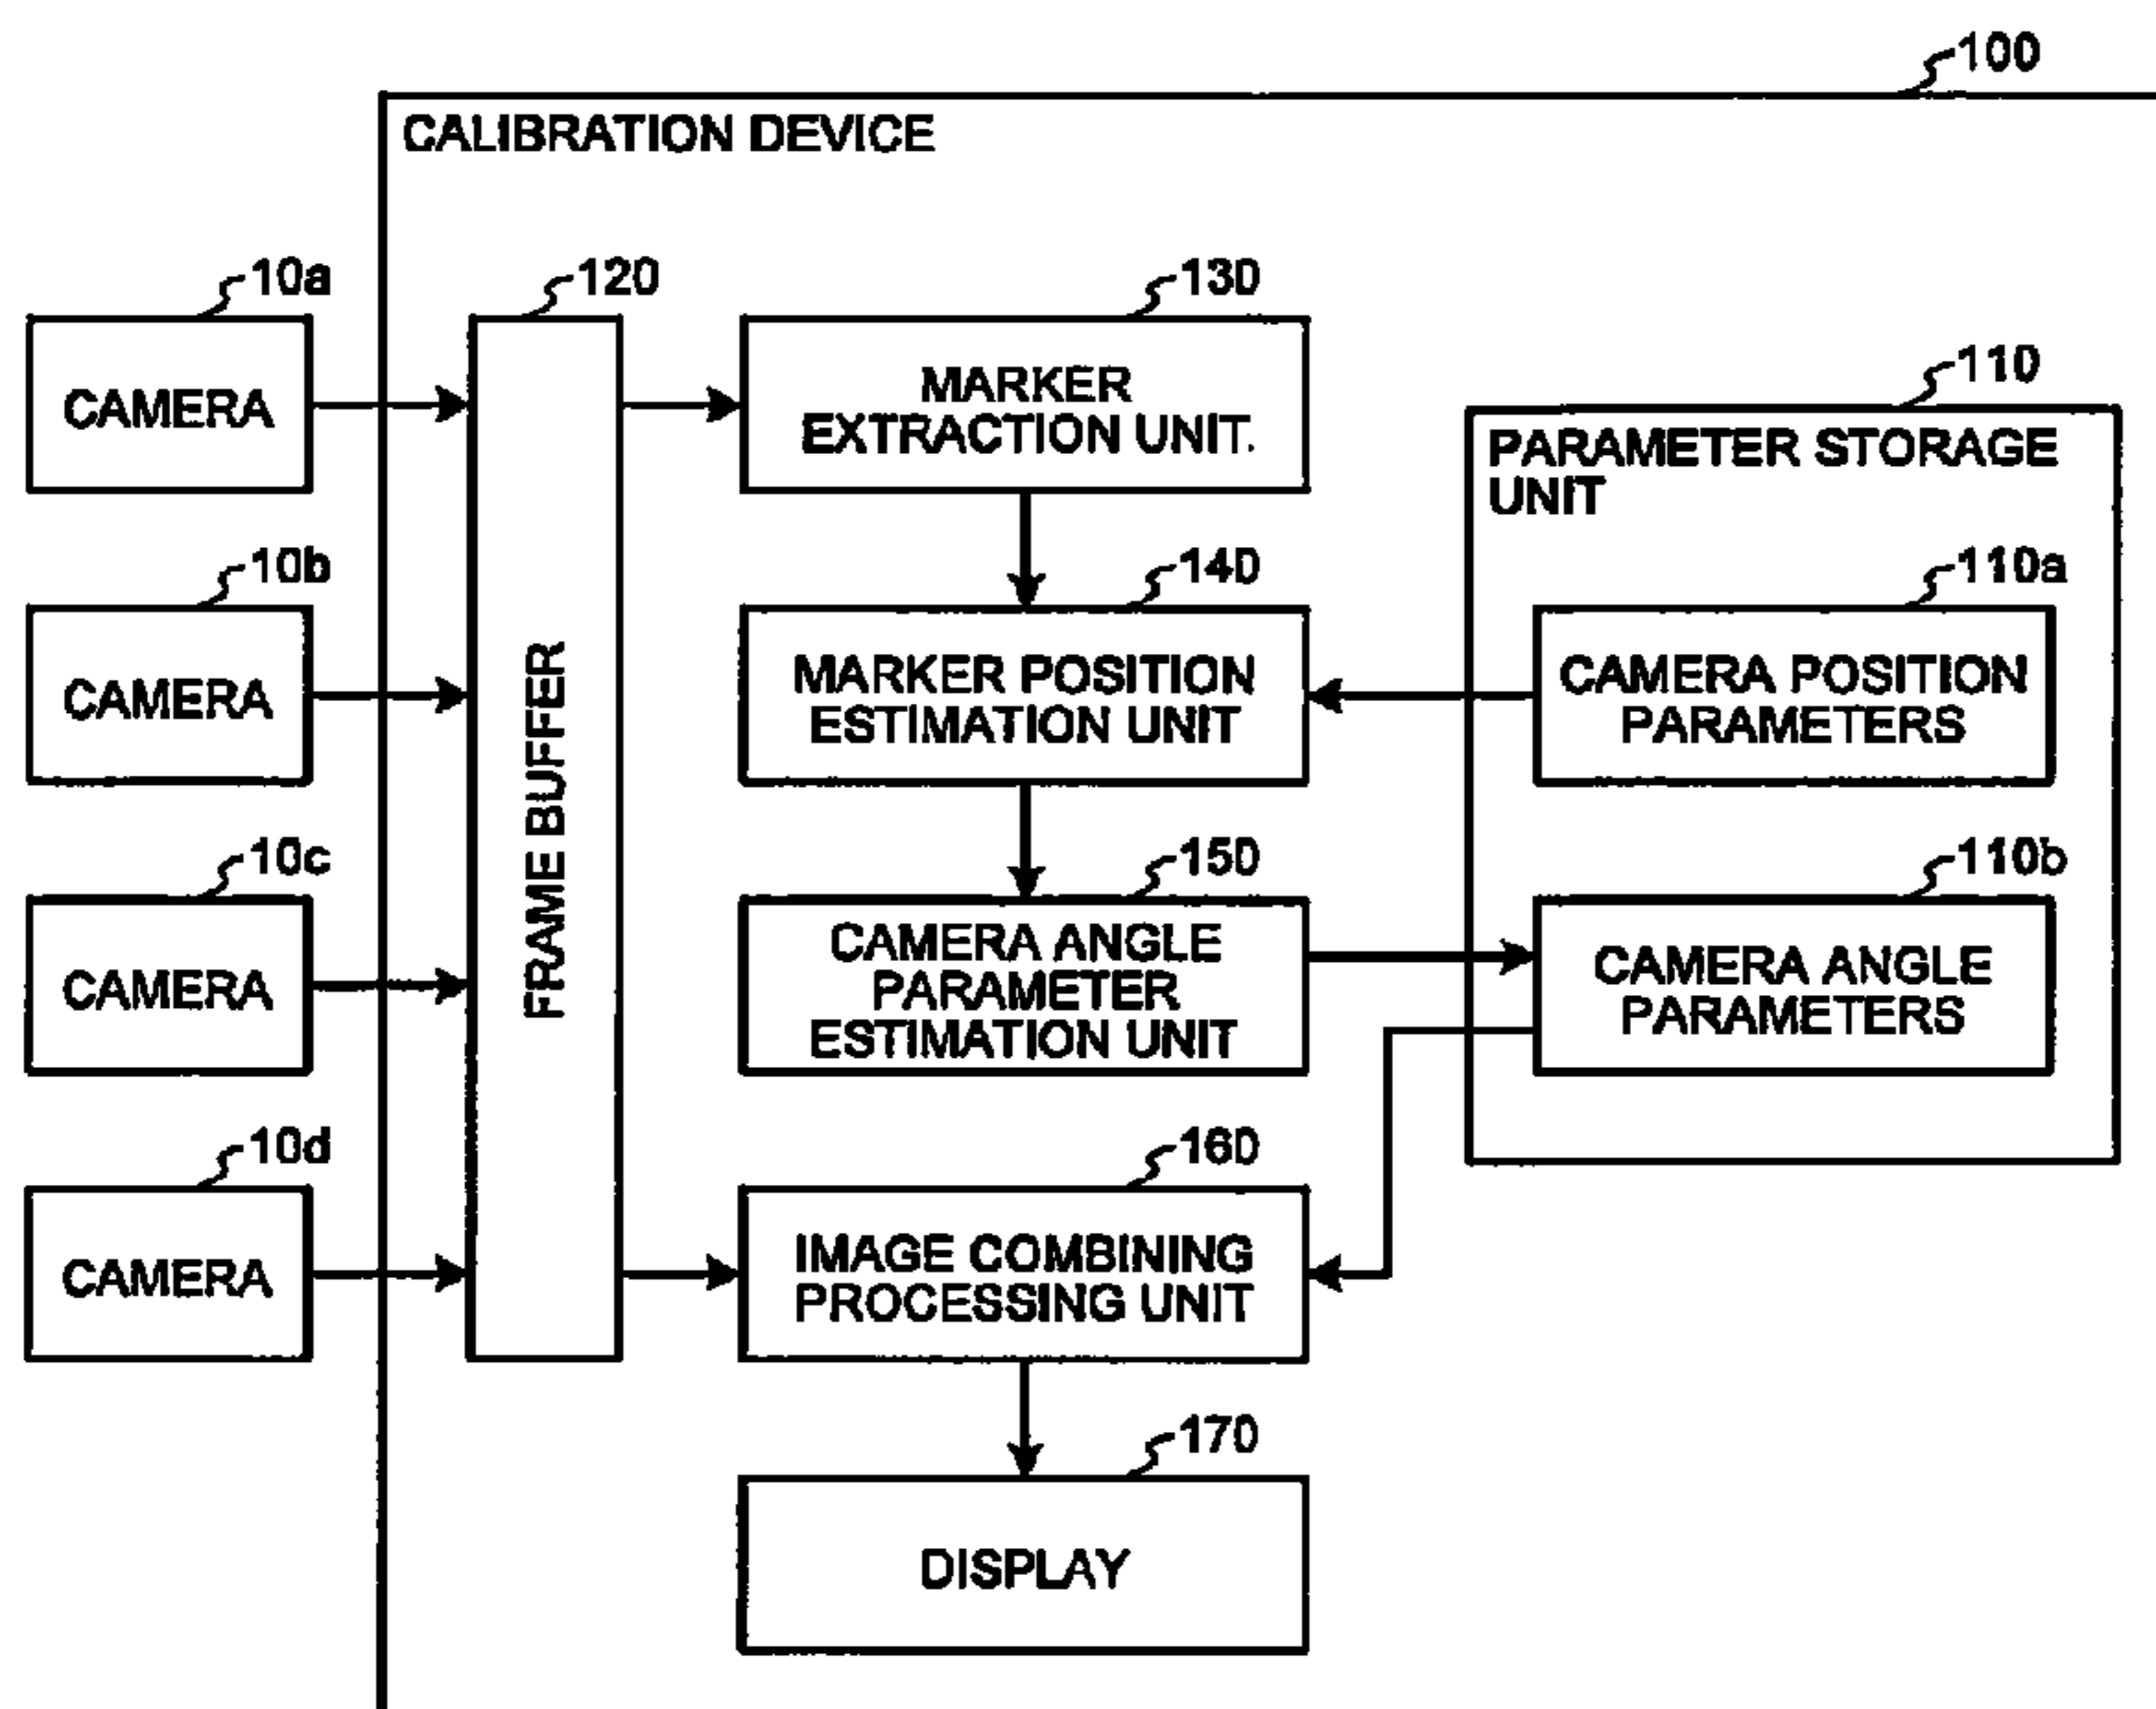 100
CALIBRATION DEVICE
10a
120
130
CAMERA
MARKER
EXTRACTION UNIT.
110
PARAMETER STORAGE
UNIT
10b
140
110a
CAMERA
MARKER POSITION
ESTIMATION UNIT
CAMERA POSITION
PARAMETERS
FRAME BUFFER
10c
150
110b
CAMERA
CAMERA ANGLE
PARAMETER
ESTIMATION UNIT
CAMERA ANGLE
PARAMETERS
10d
160
CAMERA
IMAGE COMBINING
PROCESSING UNIT
170
DISPLAY